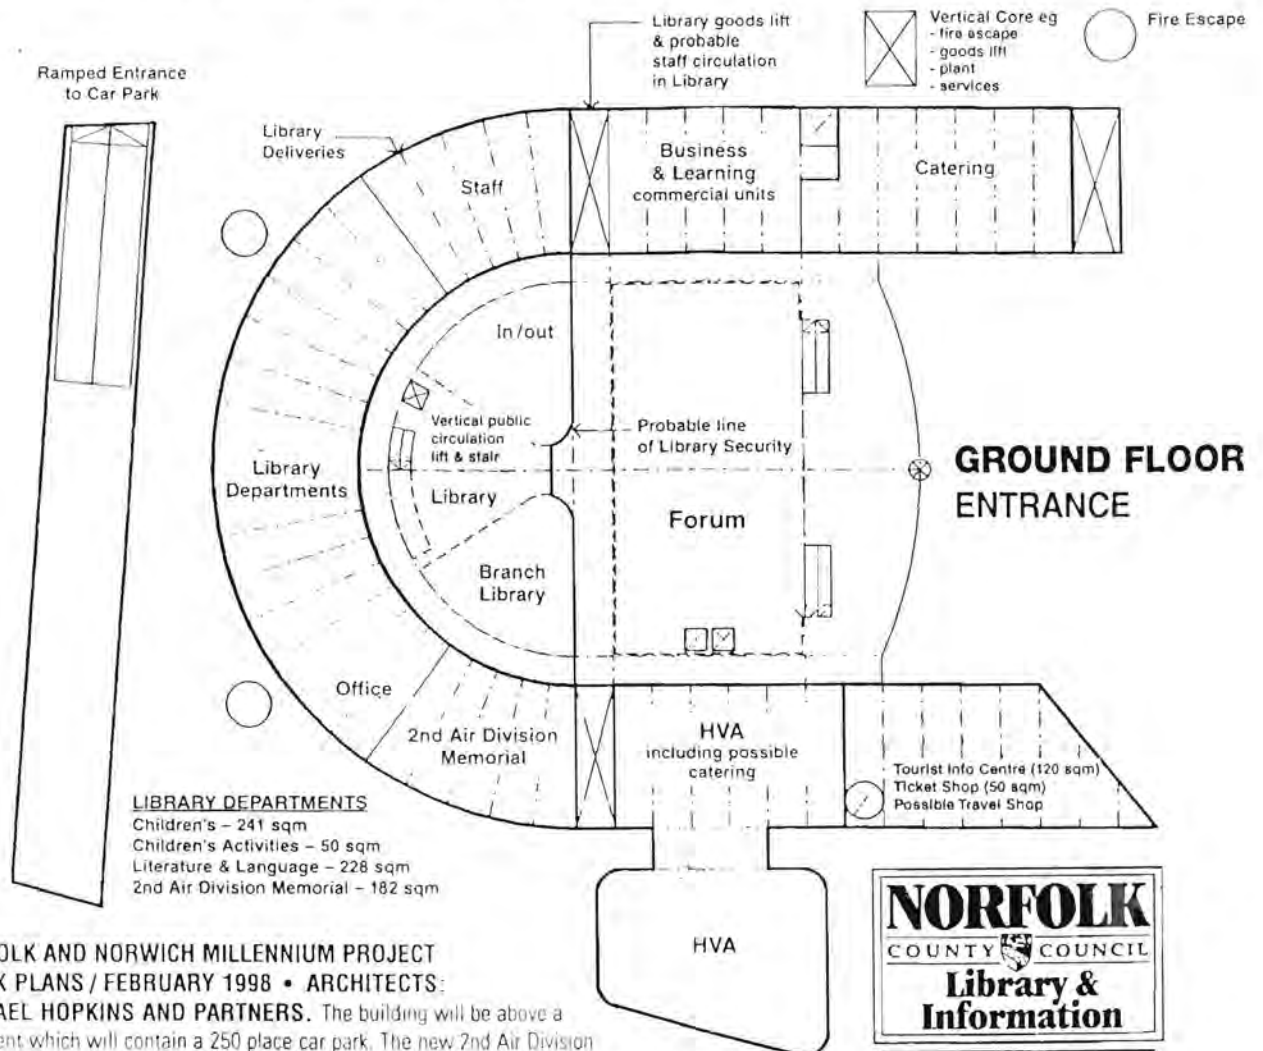 Library goods lift
& probable
staff circulation
in Library
Vertical Core eg
- fire escape
- goods lift
- plant
- services
Fire Escape
Ramped Entrance
to Car Park
Library
Deliveries
Staff
Business
& Learning
commercial units
Catering
In/out
Vertical public
circulation
lift & stair
Probable line
of Library Security
GROUND FLOOR
ENTRANCE
Library
Departments
Library
Forum
Branch
Library
Office
2nd Air Division
Memorial
HVA
including possible
catering
Tourist Info Centre (120 sqm)
Ticket Shop (50 sqm)
Possible Travel Shop
LIBRARY DEPARTMENTS
Children's – 241 sqm
Children's Activities – 50 sqm
Literature & Language – 228 sqm
2nd Air Division Memorial – 182 sqm
HVA
NORFOLK
COUNTY COUNCIL
Library &
Information
OLK AND NORWICH MILLENNIUM PROJECT
K PLANS / FEBRUARY 1998 • ARCHITECTS:
AEL HOPKINS AND PARTNERS. The building will be above a
ent which will contain a 250 place car park. The new 2nd Air Division